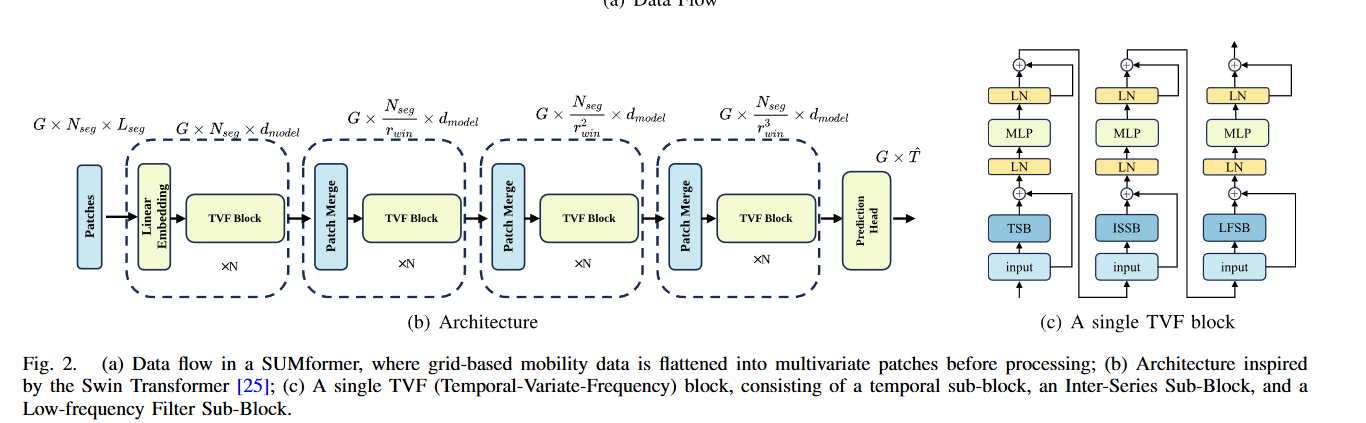 (a) Data Flow
G × N_seg × L_seg
G × N_seg × d_model
G × N_seg / r_win × d_model
G × N_seg / r^2_win × d_model
G × N_seg / r^3_win × d_model
G × T̂
Patches
Linear Embedding
TVF Block
×N
Patch Merge
TVF Block
×N
Patch Merge
TVF Block
×N
Patch Merge
TVF Block
×N
Prediction Head
(b) Architecture
LN
MLP
LN
TSB
input
LN
MLP
LN
ISSB
input
LN
MLP
LN
LFSB
input
(c) A single TVF block
Fig. 2. (a) Data flow in a SUMformer, where grid-based mobility data is flattened into multivariate patches before processing; (b) Architecture inspired
by the Swin Transformer [25]; (c) A single TVF (Temporal-Variate-Frequency) block, consisting of a temporal sub-block, an Inter-Series Sub-Block, and a
Low-frequency Filter Sub-Block.